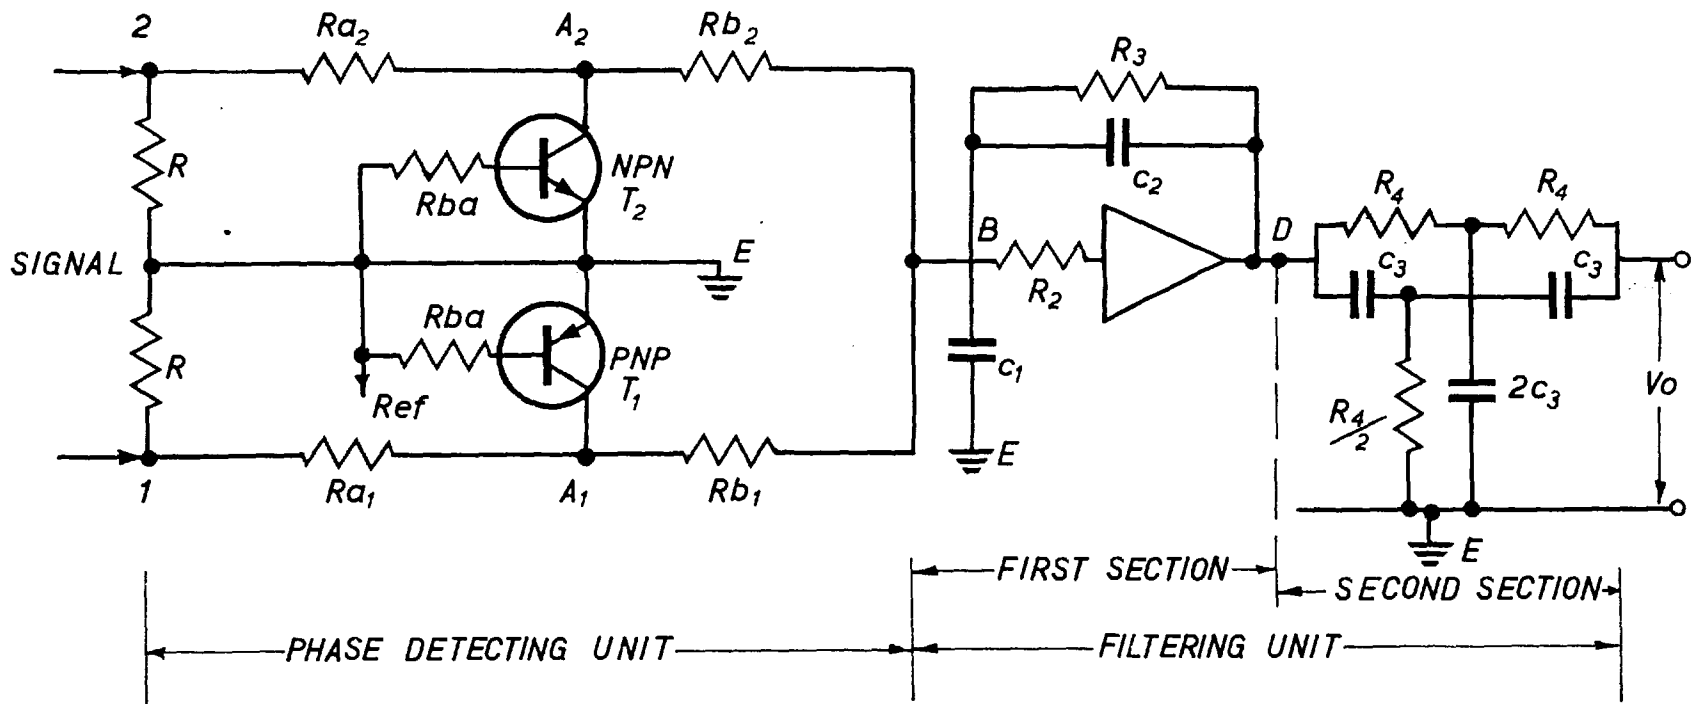 2
Ra₂
A₂
Rb₂
R₃
R
Rba
NPN
T₂
c₂
R₄
R₄
SIGNAL
E
B
R₂
D
c₃
c₃
R
Rba
PNP
T₁
Ref
c₁
E
R₄/2
2c₃
Vo
1
Ra₁
A₁
Rb₁
E
FIRST SECTION
SECOND SECTION
PHASE DETECTING UNIT
FILTERING UNIT